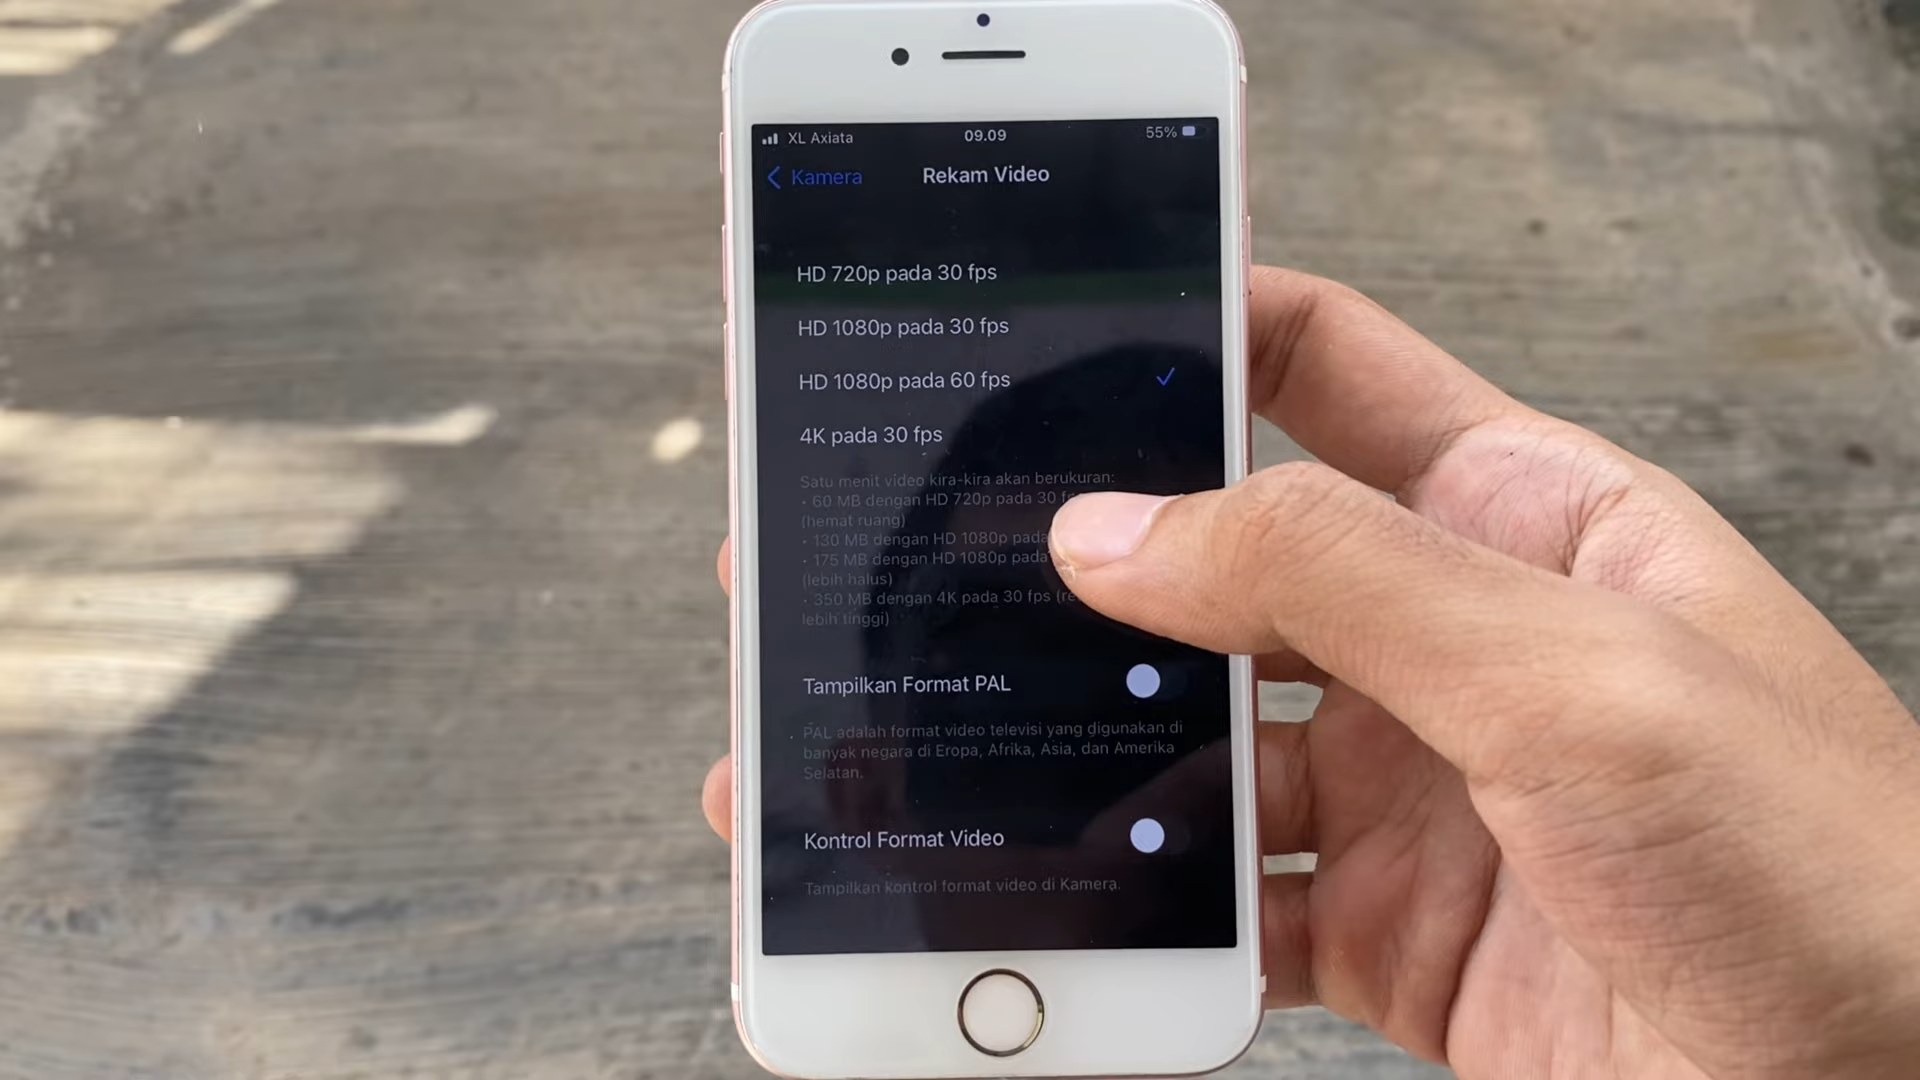 XL Axiata
09.09
55%
Kamera
Rekam Video
HD 720p pada 30 fps
HD 1080p pada 30 fps
HD 1080p pada 60 fps
4K pada 30 fps
Satu menit video kira-kira akan berukuran:
• 60 MB dengan HD 720p pada 30
(hemat ruang)
• 130 MB dengan HD 1080p pada
• 175 MB dengan HD 1080p pada
(lebih halus)
• 350 MB dengan 4K pada 30 fps
lebih tinggi)
Tampilkan Format PAL
PAL adalah format video televisi yang digunakan di
banyak negara di Eropa, Afrika, Asia, dan Amerika
Selatan.
Kontrol Format Video
Tampilkan kontrol format video di Kamera.